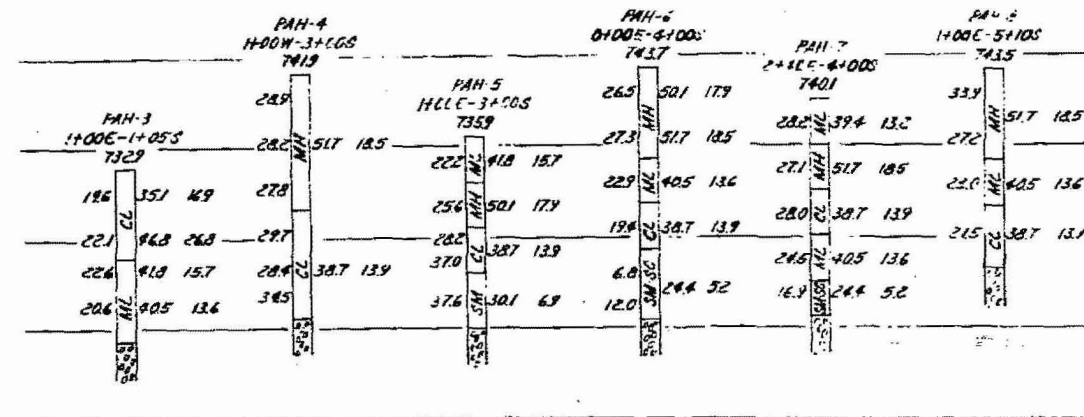 PAH-3
1+00E-1+05S
732.9
19.6 35.1 16.9
CL
22.1 46.8 26.8
22.6 41.8 15.7
ML
20.6 40.5 13.6
PAH-4
741.9
28.9
28.2 MH 51.7 18.5
27.8
29.7
28.4 CL 38.7 13.9
34.5
PAH-5
735.9
22.2 ML 41.8 15.7
25.6 MH 50.1 17.9
28.2
CL 38.7 13.9
37.0
37.6 SM 30.1 6.9
PAH-6
0+00E-4+00S
743.7
26.5 50.1 17.9
MH
27.3 51.7 18.5
22.9 ML 40.5 13.6
19.4 CL 38.7 13.9
6.8
SM SC 24.4 5.2
12.0
PAH-7
740.1
28.2 ML 39.4 13.2
27.1 MH 51.7 18.5
28.0 CL 38.7 13.9
24.6 ML 40.5 13.6
16.9 SMSC 24.4 5.2
1+00E-5+10S
743.5
33.9
MH 51.7 18.5
27.2
23.0 ML 40.5 13.6
21.5 CL 38.7